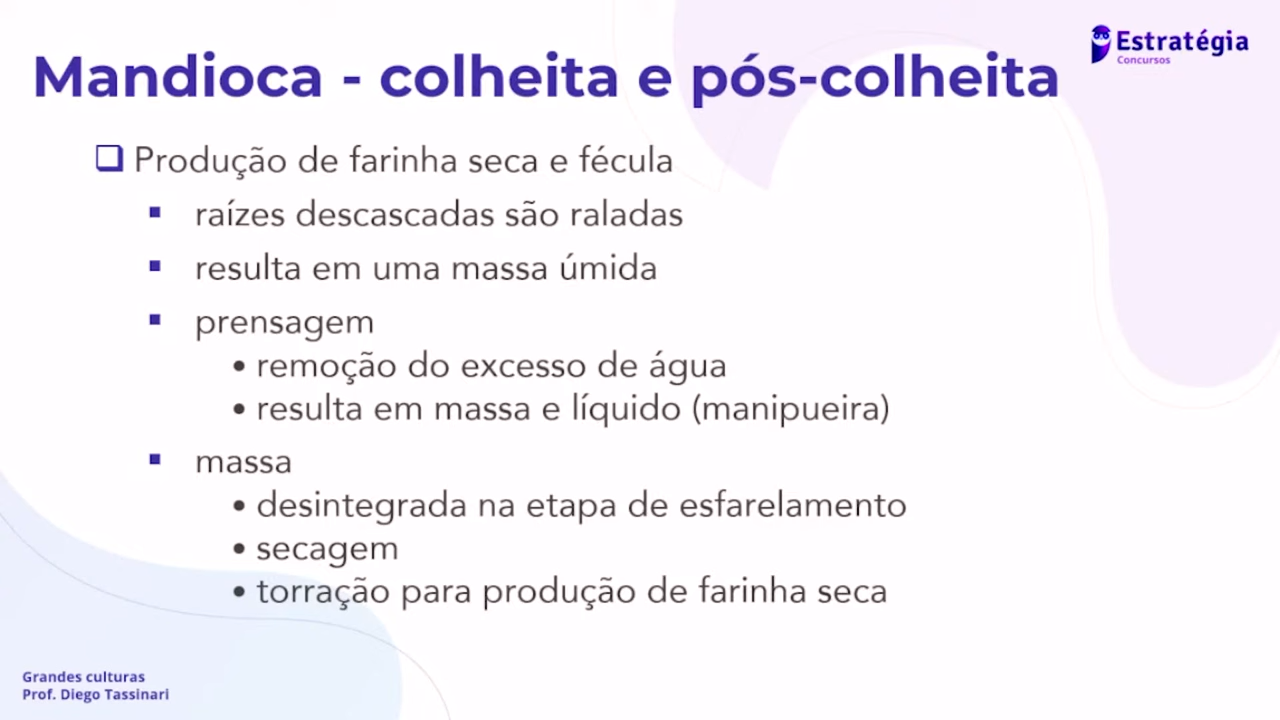 Estratégia
Concursos
Mandioca - colheita e pós-colheita
❑ Produção de farinha seca e fécula
▪ raízes descascadas são raladas
▪ resulta em uma massa úmida
▪ prensagem
• remoção do excesso de água
• resulta em massa e líquido (manipueira)
▪ massa
• desintegrada na etapa de esfarelamento
• secagem
• torração para produção de farinha seca
Grandes culturas
Prof. Diego Tassinari